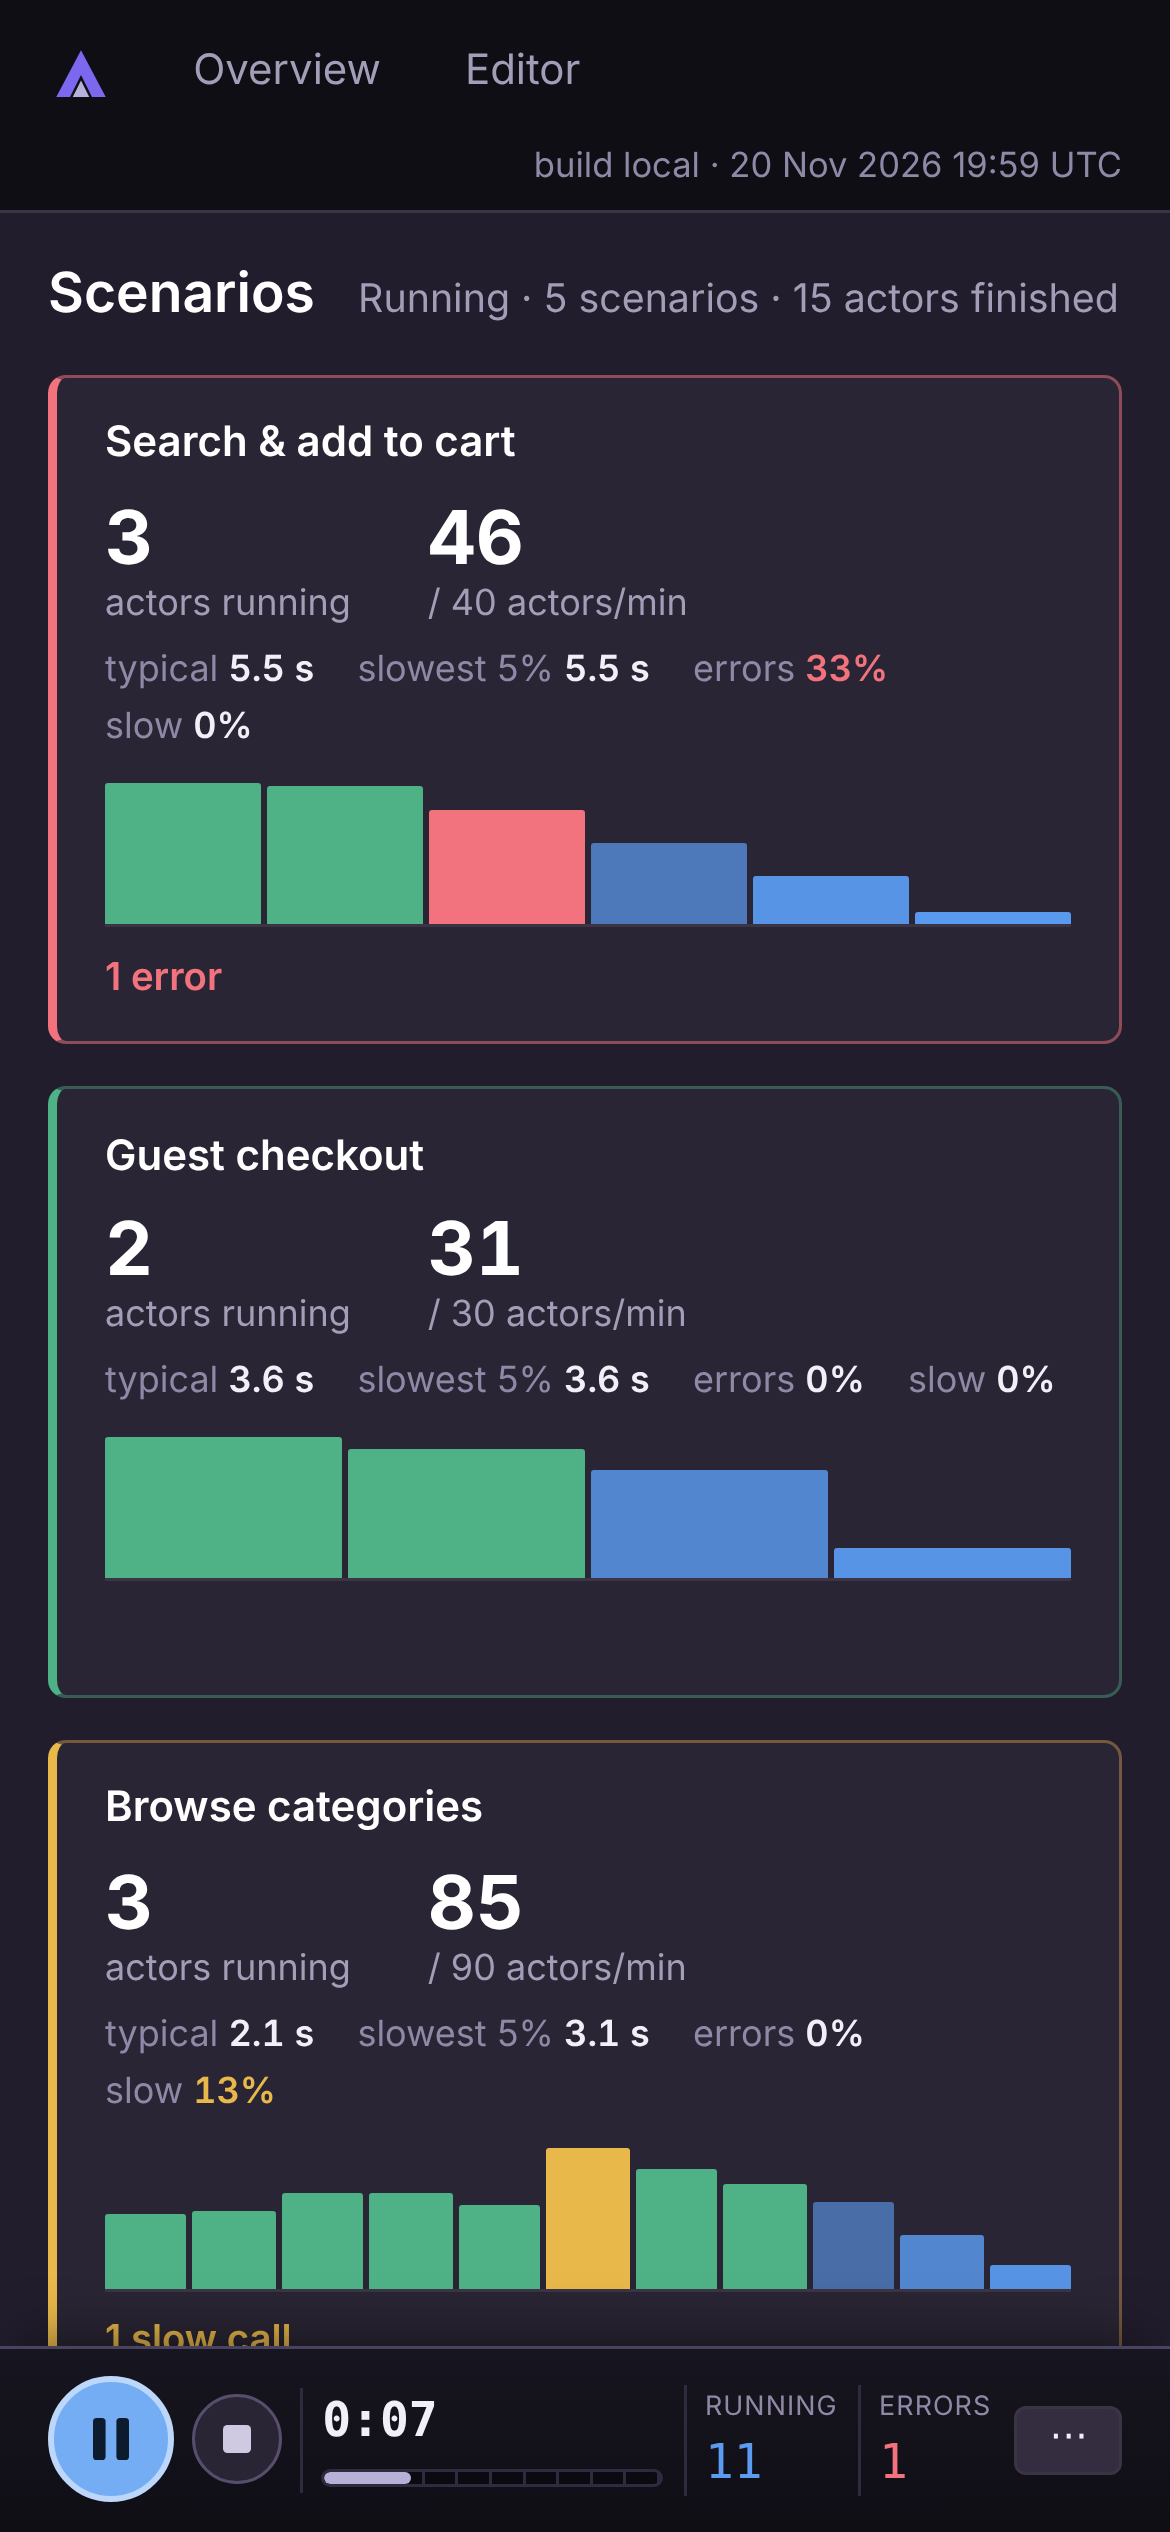 Overview Editor
build local · 20 Nov 2026 19:59 UTC
Scenarios Running · 5 scenarios · 15 actors finished
Search & add to cart
3 46
actors running / 40 actors/min
typical 5.5 s slowest 5% 5.5 s errors 33%
slow 0%
1 error
Guest checkout
2 31
actors running / 30 actors/min
typical 3.6 s slowest 5% 3.6 s errors 0% slow 0%
Browse categories
3 85
actors running / 90 actors/min
typical 2.1 s slowest 5% 3.1 s errors 0%
slow 13%
1 slow call
0:07 RUNNING ERRORS ...
11 1